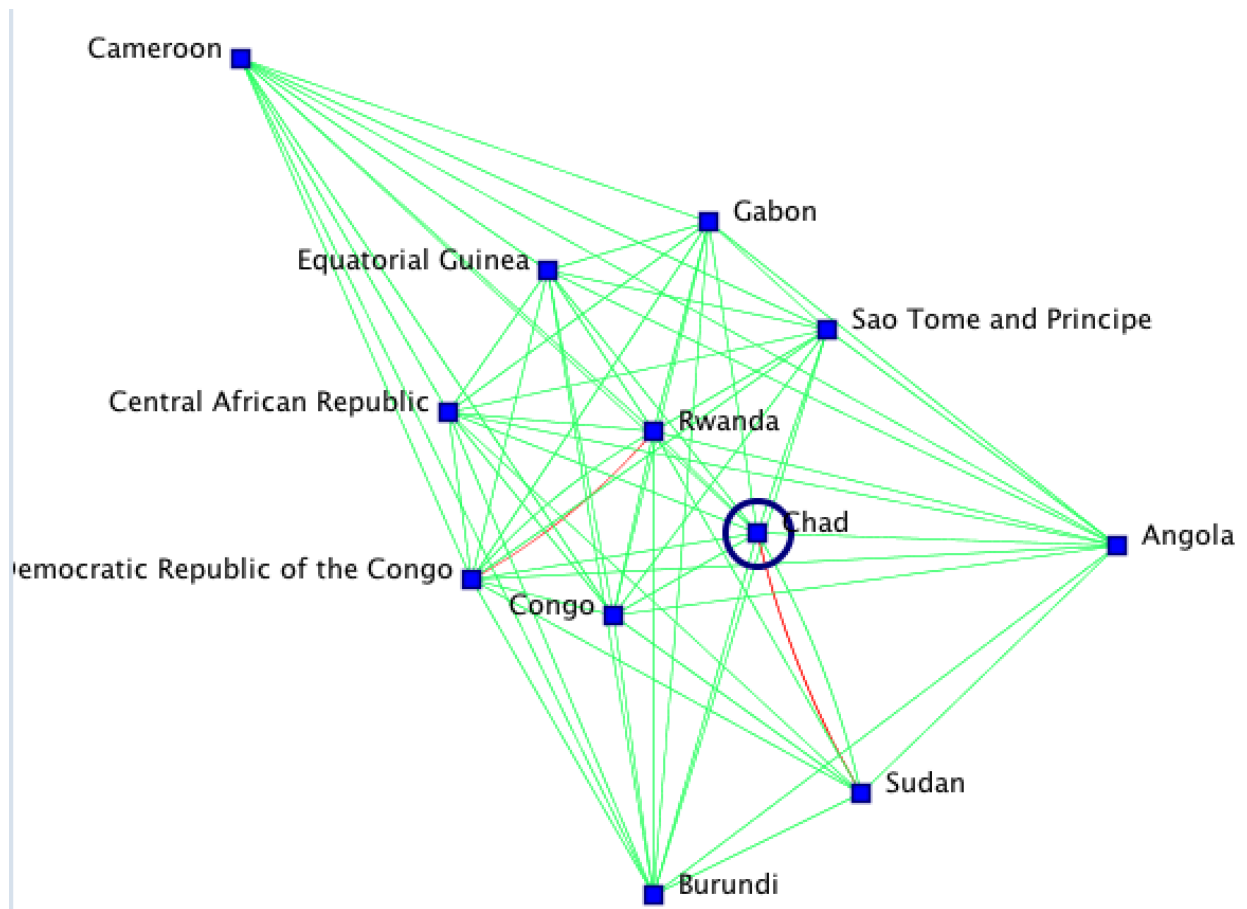 Cameroon
Gabon
Equatorial Guinea
Sao Tome and Principe
Central African Republic
Rwanda
Chad
Angola
emocratic Republic of the Congo
Congo
Sudan
Burundi